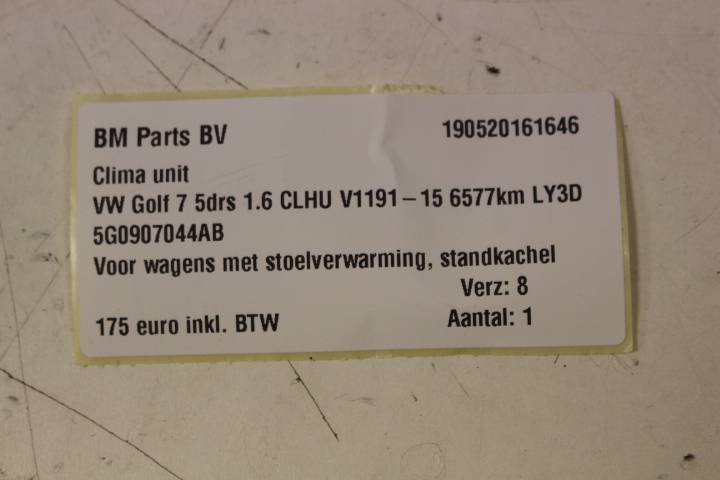 BM Parts BV 190520161646
Clima unit
VW Golf 7 5drs 1.6 CLHU V1191-15 6577km LY3D
5G0907044AB
Voor wagens met stoelverwarming, standkachel
Verz: 8
175 euro inkl. BTW Aantal: 1